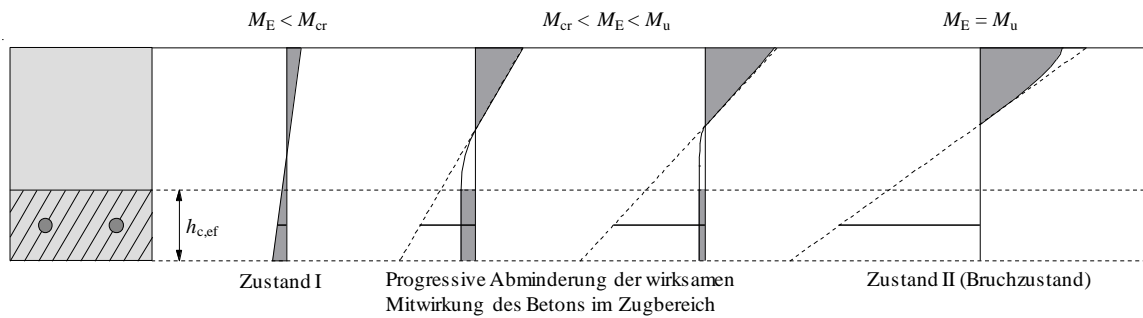 M_E < M_cr
M_cr < M_E < M_u
M_E = M_u
h_c,ef
Zustand I
Progressive Abminderung der wirksamen
Mitwirkung des Betons im Zugbereich
Zustand II (Bruchzustand)